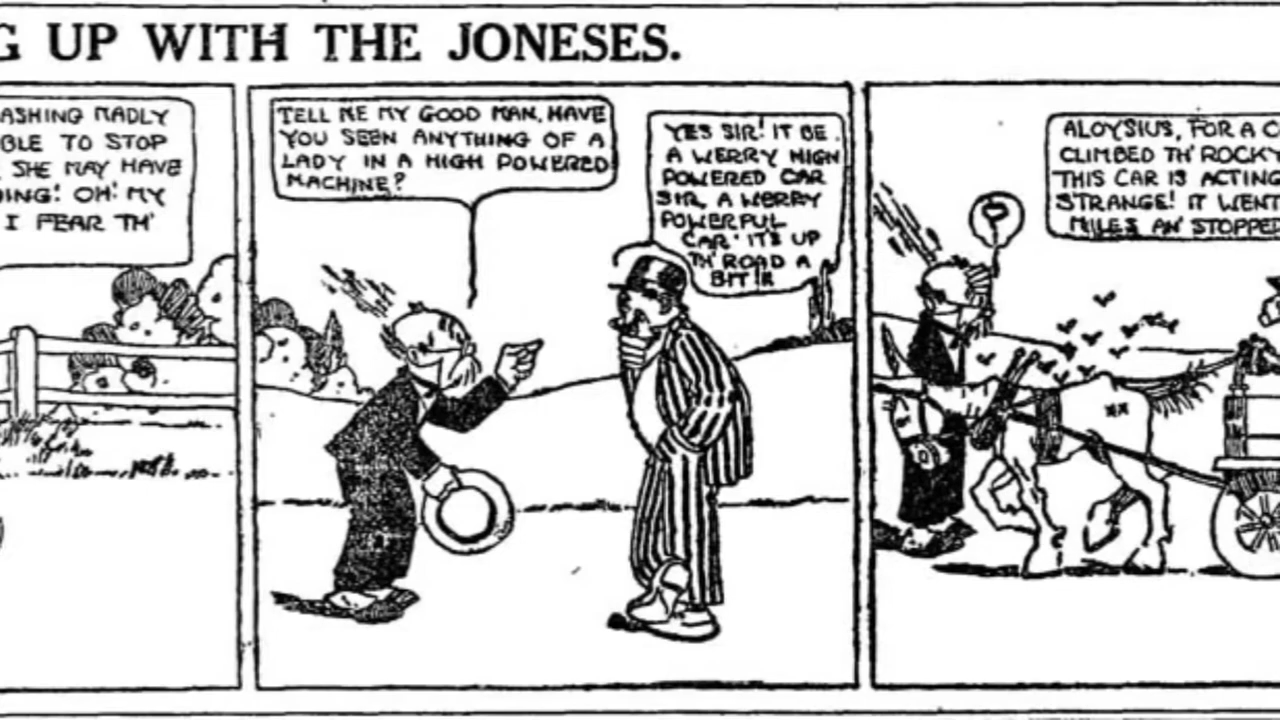 G UP WITH THE JONESES.
ASHING MADLY
BLE TO STOP
SHE MAY HAVE
ING! OH! MY
I FEAR TH'
TELL ME MY GOOD MAN, HAVE
YOU SEEN ANYTHING OF A
LADY IN A HIGH POWERED
MACHINE?
YES SIR! IT BE
A WERRY HIGH
POWERED CAR
SIR, A WERRY
POWERFUL
CAR. IT'S UP
TH' ROAD A
BIT!!
ALOYSIUS, FOR A C
CLIMBED TH' ROCKY
THIS CAR IS ACTING
STRANGE! IT WENT
MILES AN' STOPPED